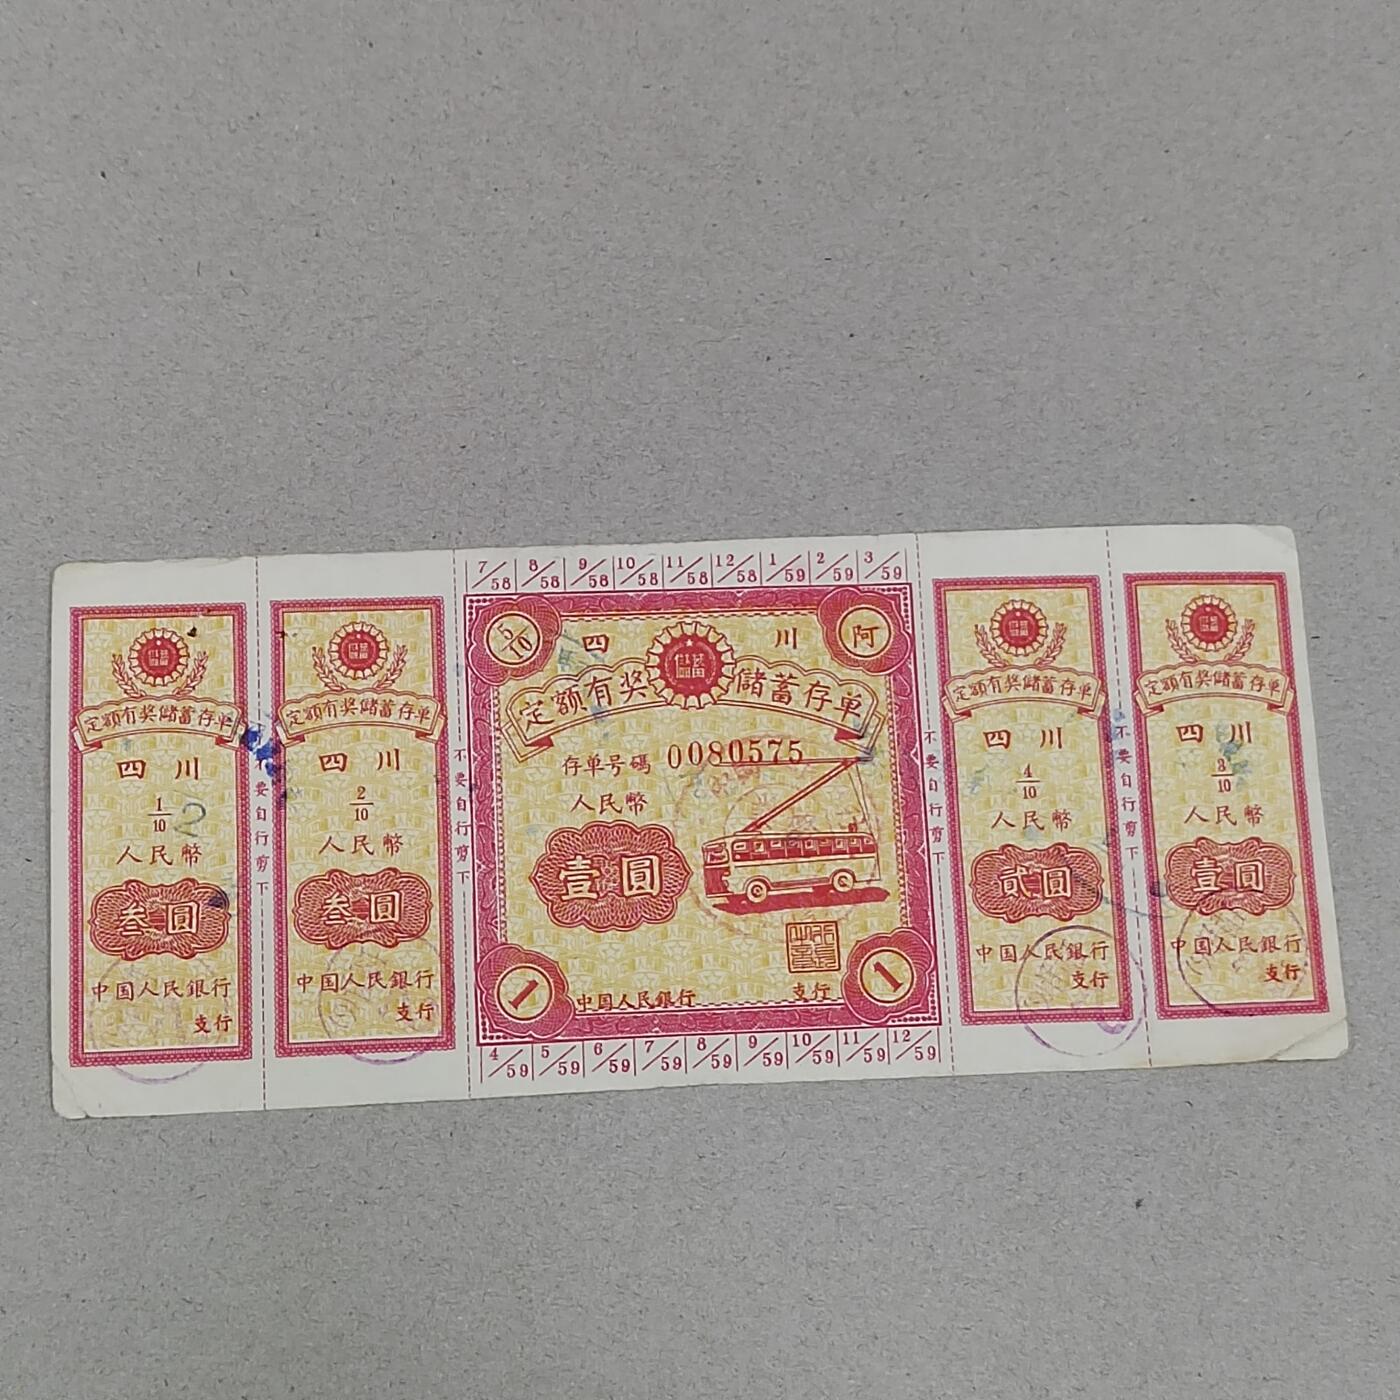 定额有奖儲蓄存单
四 川
1/10
2
人民幣
叁圓
中国人民銀行
支行
不要自行剪下
定额有奖儲蓄存单
四 川
2/10
人民幣
叁圓
中国人民銀行
支行
不要自行剪下
7/58 8/58 9/58 10/58 11/58 12/58 1/59 2/59 3/59
5/10 四 川 阿
定额有奖 儲蓄存单
存单号碼 0080575
人民幣
壹圓
1 中国人民銀行 支行 1
4/59 5/59 6/59 7/59 8/59 9/59 10/59 11/59 12/59
不要自行剪下
定额有奖儲蓄存单
四 川
4/10
人民幣
贰圓
中国人民銀行
支行
不要自行剪下
定额有奖儲蓄存单
四 川
3/10
人民幣
壹圓
中国人民銀行
支行